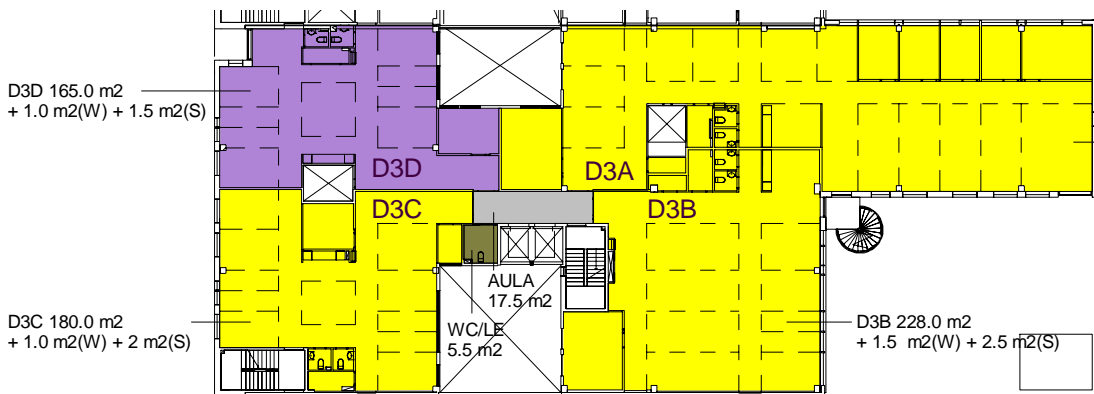 D3D 165.0 m2
+ 1.0 m2(W) + 1.5 m2(S)
D3D
D3A
D3C
D3B
AULA
17.5 m2
WC/LE
5.5 m2
D3C 180.0 m2
+ 1.0 m2(W) + 2 m2(S)
D3B 228.0 m2
+ 1.5 m2(W) + 2.5 m2(S)